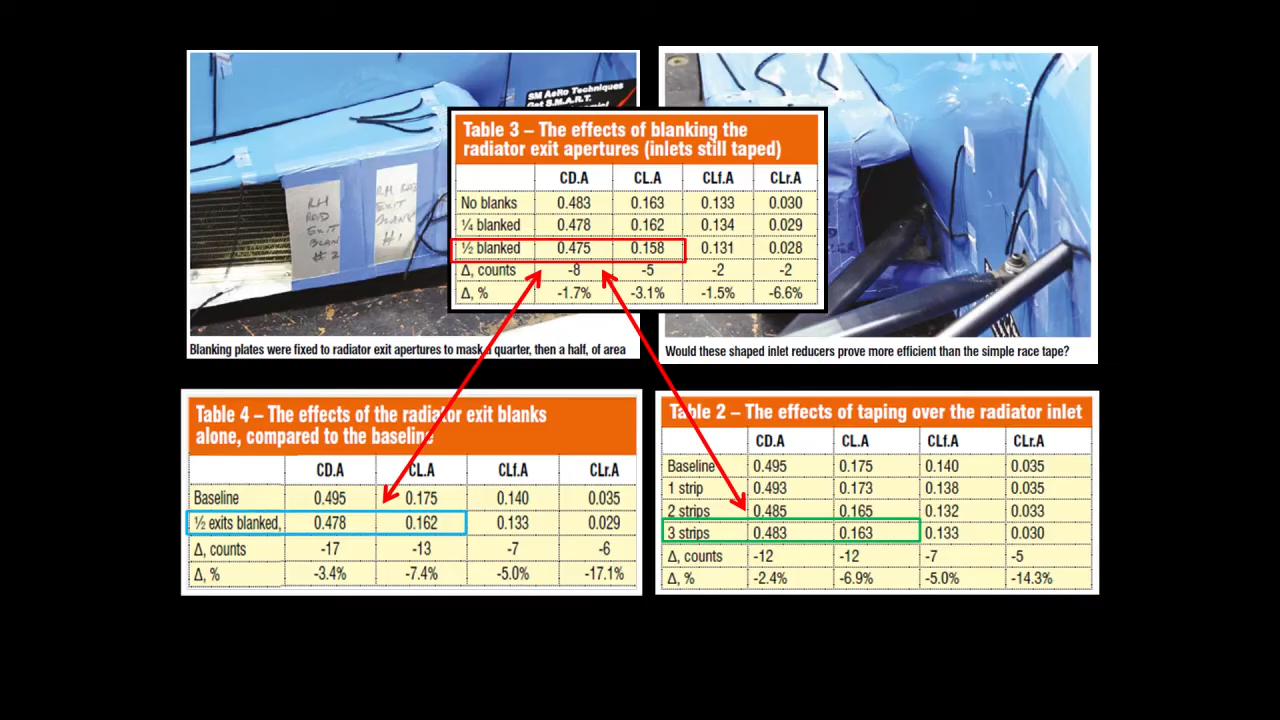 SM AeRo Techniques
Get S.M.A.R.T.
RH
RAD
EXIT
BLAN
# 2
EXIT
BLANK
#1
Table 3 – The effects of blanking the
radiator exit apertures (inlets still taped)
CD.A CL.A CLf.A CLr.A
No blanks 0.483 0.163 0.133 0.030
¼ blanked 0.478 0.162 0.134 0.029
½ blanked 0.475 0.158 0.131 0.028
Δ, counts -8 -5 -2 -2
Δ, % -1.7% -3.1% -1.5% -6.6%
Blanking plates were fixed to radiator exit apertures to mask a quarter, then a half, of area
Would these shaped inlet reducers prove more efficient than the simple race tape?
Table 4 – The effects of the radiator exit blanks
alone, compared to the baseline
CD.A CL.A CLf.A CLr.A
Baseline 0.495 0.175 0.140 0.035
½ exits blanked, 0.478 0.162 0.133 0.029
Δ, counts -17 -13 -7 -6
Δ, % -3.4% -7.4% -5.0% -17.1%
Table 2 – The effects of taping over the radiator inlet
CD.A CL.A CLf.A CLr.A
Baseline 0.495 0.175 0.140 0.035
1 strip 0.493 0.173 0.138 0.035
2 strips 0.485 0.165 0.132 0.033
3 strips 0.483 0.163 0.133 0.030
Δ, counts -12 -12 -7 -5
Δ, % -2.4% -6.9% -5.0% -14.3%